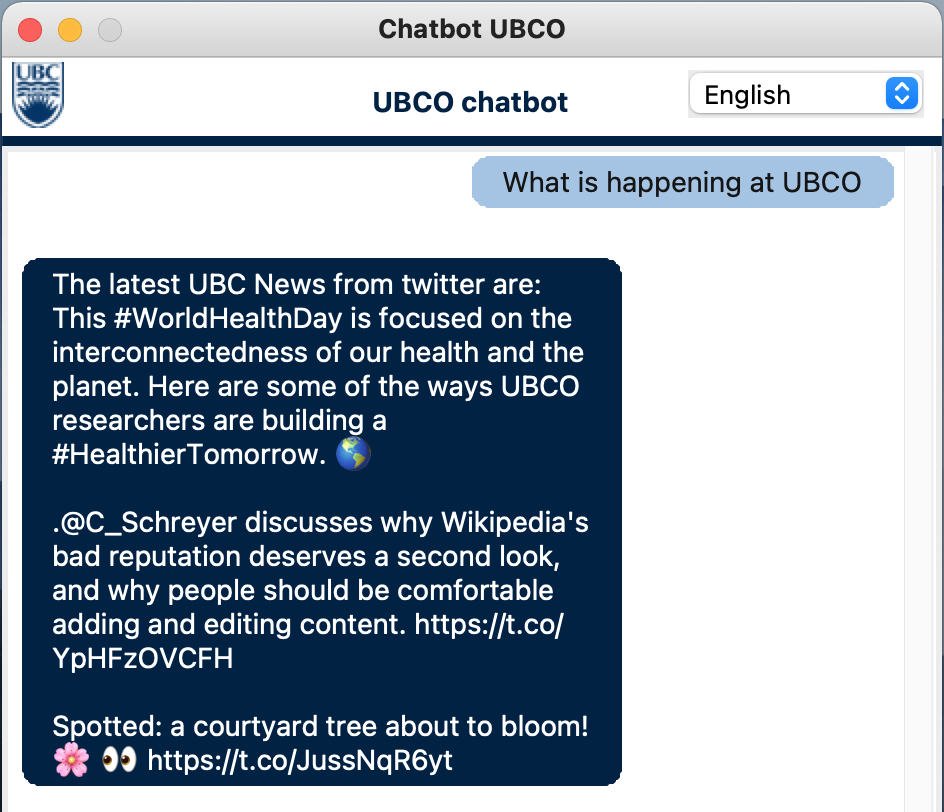 Chatbot UBCO
UBC
UBCO chatbot
English
What is happening at UBCO
The latest UBC News from twitter are:
This #WorldHealthDay is focused on the
interconnectedness of our health and the
planet. Here are some of the ways UBCO
researchers are building a
#HealthierTomorrow. 🌎
.@C_Schreyer discusses why Wikipedia's
bad reputation deserves a second look,
and why people should be comfortable
adding and editing content. https://t.co/
YpHFzOVCFH
Spotted: a courtyard tree about to bloom!
🌸 👀 https://t.co/JussNqR6yt